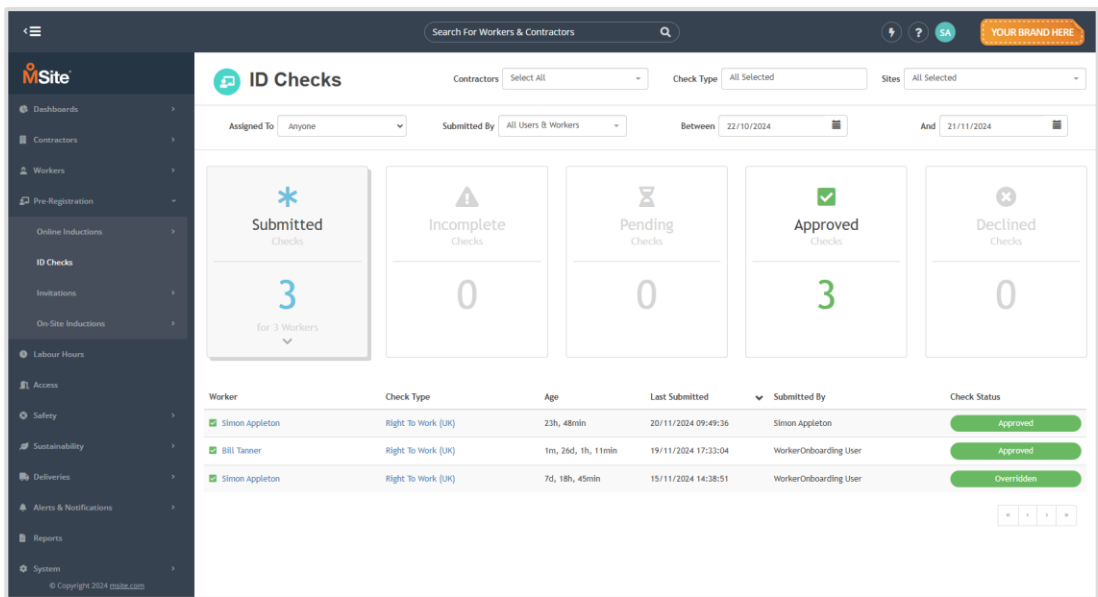 Search For Workers & Contractors
?
SA
YOUR BRAND HERE
MSite
ID Checks
Contractors Select All
Check Type All Selected
Sites All Selected
Dashboards
Assigned To Anyone
Submitted By All Users & Workers
Between 22/10/2024
And 21/11/2024
Contractors
Workers
Pre-Registration
Online Inductions
ID Checks
Invitations
On-Site Inductions
Labour Hours
Access
Safety
Sustainability
Deliveries
Alerts & Notifications
Reports
System
© Copyright 2024 msite.com
Submitted
Checks
3
for 3 Workers
Incomplete
Checks
0
Pending
Checks
0
Approved
Checks
3
Declined
Checks
0
Worker Check Type Age Last Submitted Submitted By Check Status
Simon Appleton Right To Work (UK) 23h, 48min 20/11/2024 09:49:36 Simon Appleton Approved
Bill Tanner Right To Work (UK) 1m, 26d, 1h, 11min 19/11/2024 17:33:04 WorkerOnboarding User Approved
Simon Appleton Right To Work (UK) 7d, 18h, 45min 15/11/2024 14:38:51 WorkerOnboarding User Overridden
« ‹ › »